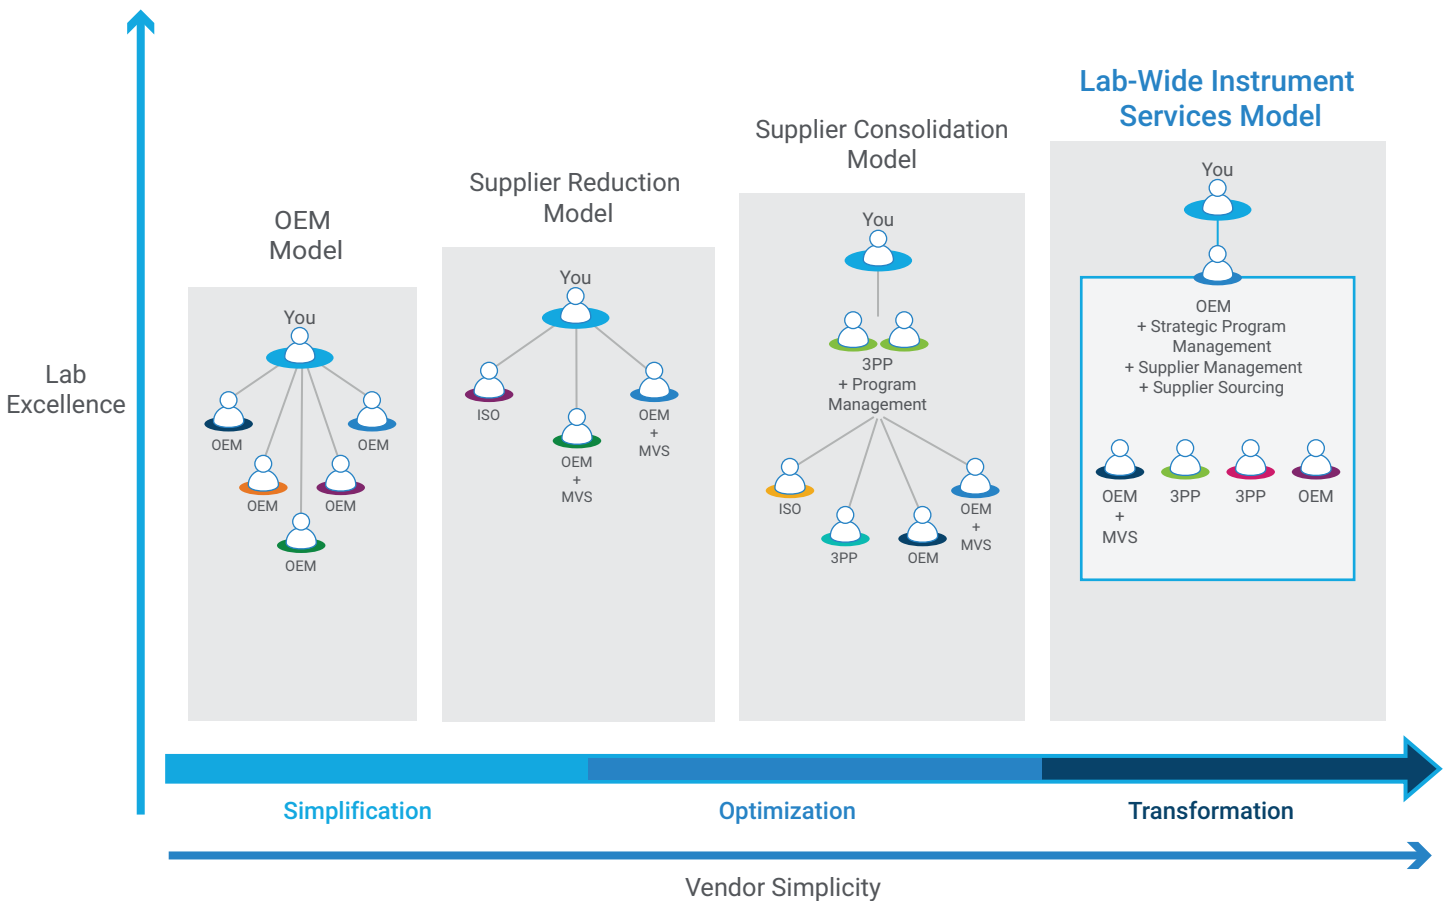 Lab
Excellence
OEM
Model
You
OEM
OEM
OEM
OEM
OEM
Supplier Reduction
Model
You
ISO
OEM
+
MVS
OEM
+
MVS
Supplier Consolidation
Model
You
3PP
+ Program
Management
ISO
3PP
OEM
OEM
+
MVS
Lab-Wide Instrument
Services Model
You
OEM
+ Strategic Program
Management
+ Supplier Management
+ Supplier Sourcing
OEM
+
MVS
3PP
3PP
OEM
Simplification
Optimization
Transformation
Vendor Simplicity